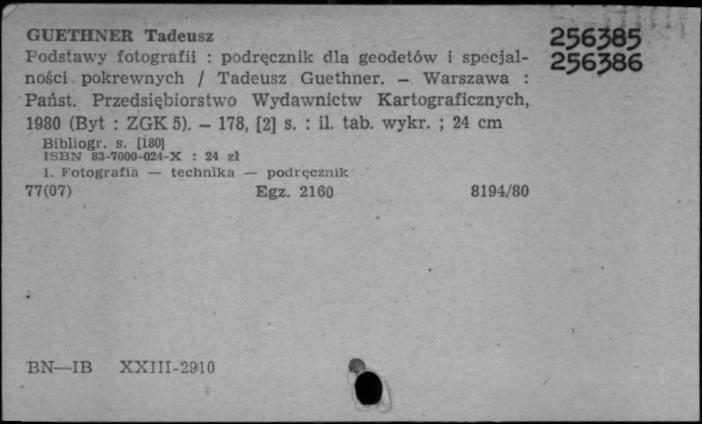 GUETHNER Tadeusz
Podstawy fotografii : podręcznik dla geodetów i specjal-
ności pokrewnych / Tadeusz Guethner. — Warszawa :
Państ. Przedsiębiorstwo Wydawnictw Kartograficznych,
1980 (Byt : ZGK 5). — 178, [2] s. : il. tab. wykr. ; 24 cm
Bibliogr. s. [180]
ISBN 83-7000-024-X : 24 zł
1. Fotografia — technika — podręcznik
77(07) Egz. 2160 8194/80
256385
256386
BN—IB XXIII-2910